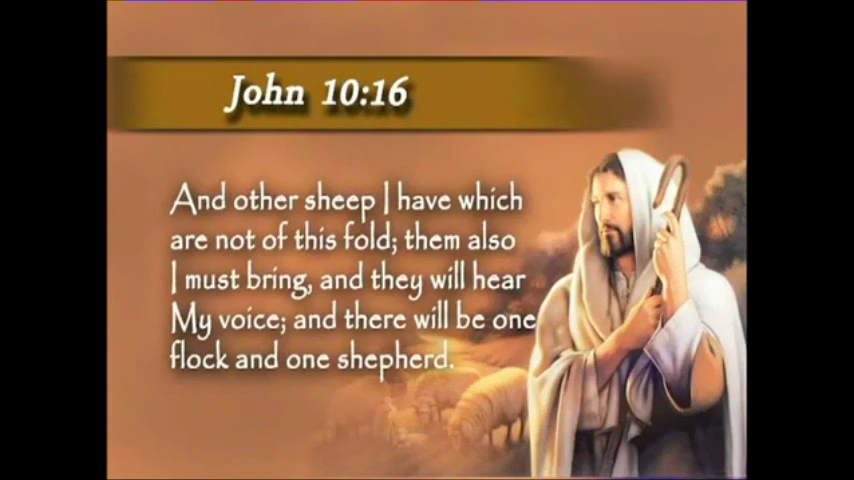 John 10:16
And other sheep I have which
are not of this fold; them also
I must bring, and they will hear
My voice; and there will be one
flock and one shepherd.